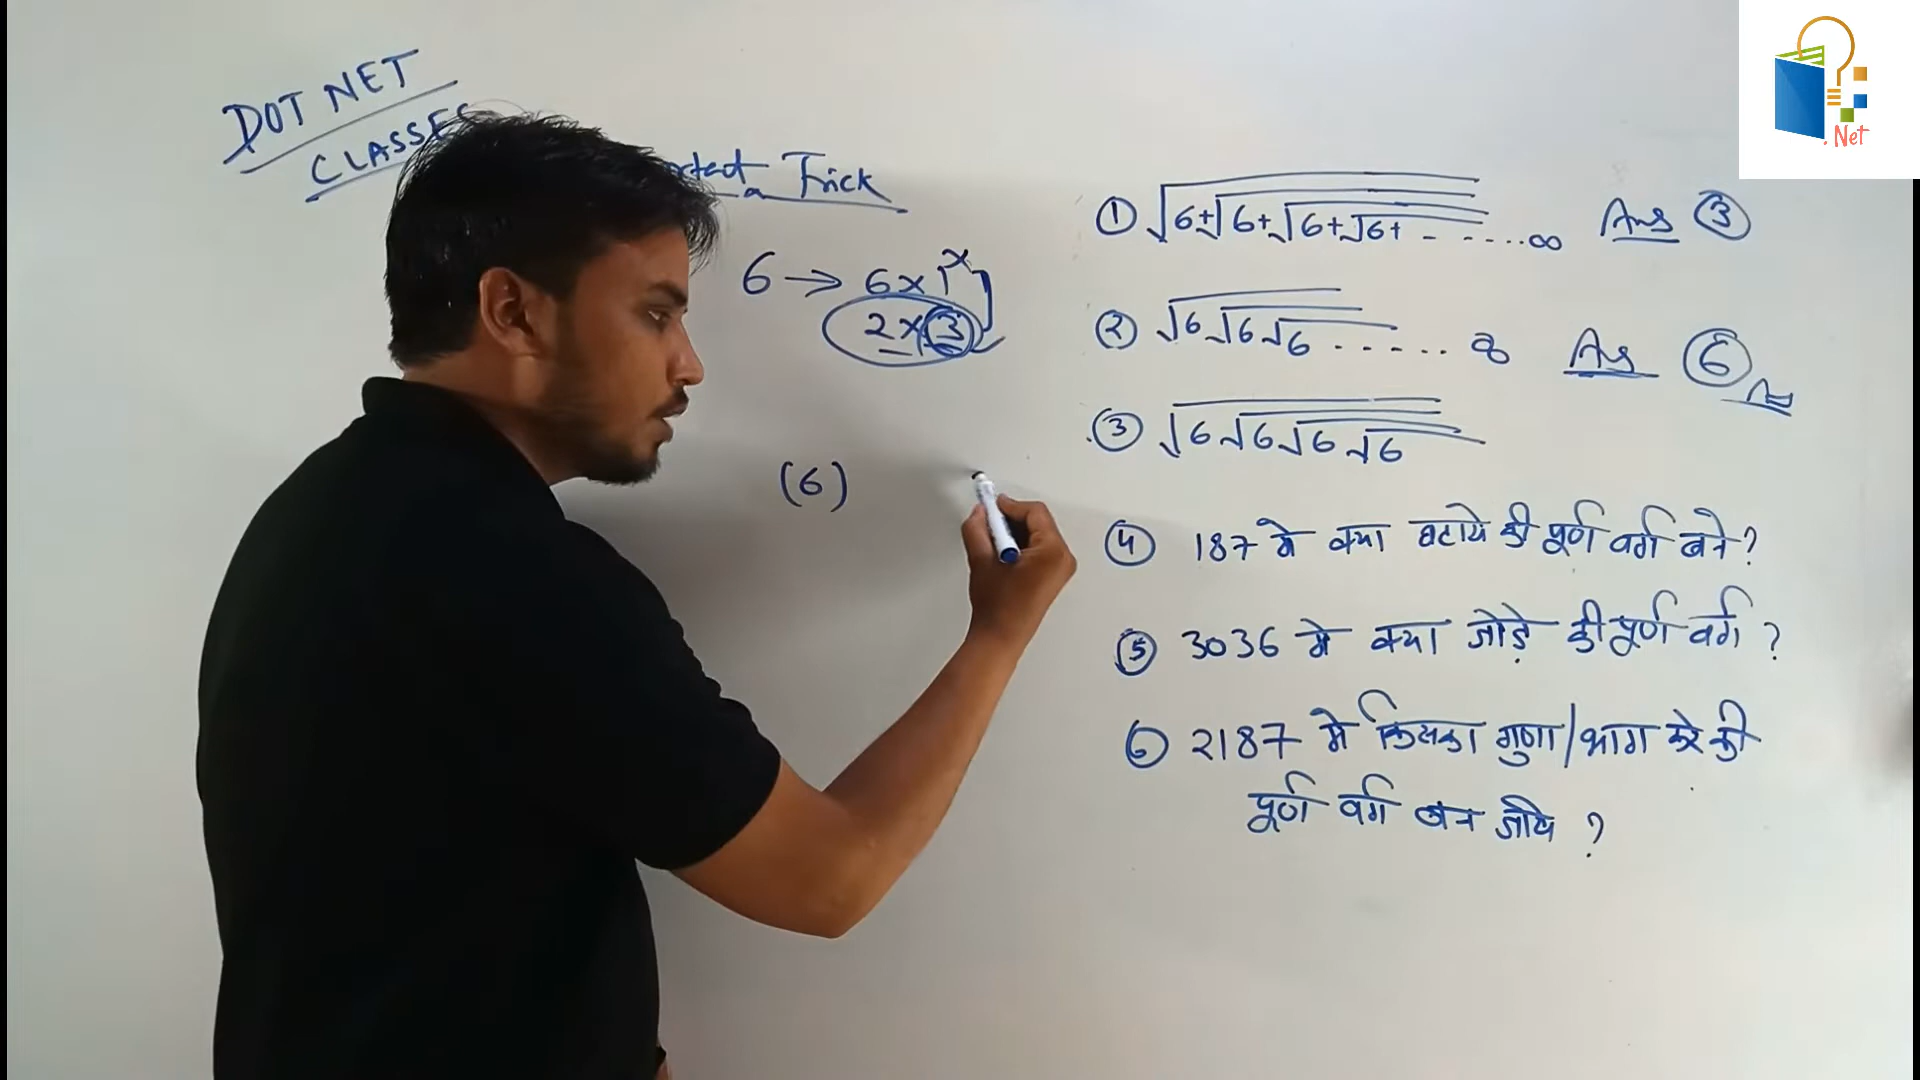 DOT NET
CLASSES
Trick
6 → 6×1 x
2×3
(6)
① √6+√6+√6+√6+ - - .... ∞ Ans ③
② √6√6√6 ...... ∞ Ans ⑥
③ √6√6√6√6
④ 187 मे क्या घटाये की पूर्ण वर्ग बने?
⑤ 3036 मे क्या जोड़े की पूर्ण वर्ग ?
⑥ 2187 मे किसका गुणा/भाग करे की
पूर्ण वर्ग बन जाये ?
.Net